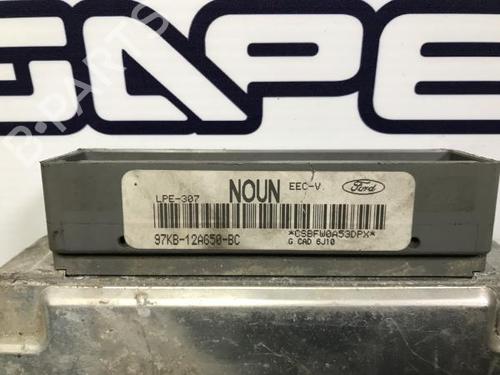 GAPE
B-PARTS
LPE-307 NOUN EEC-V Ford
97KB-12A650-BC *CSBFW0A53DPX*
G CAD 6J10